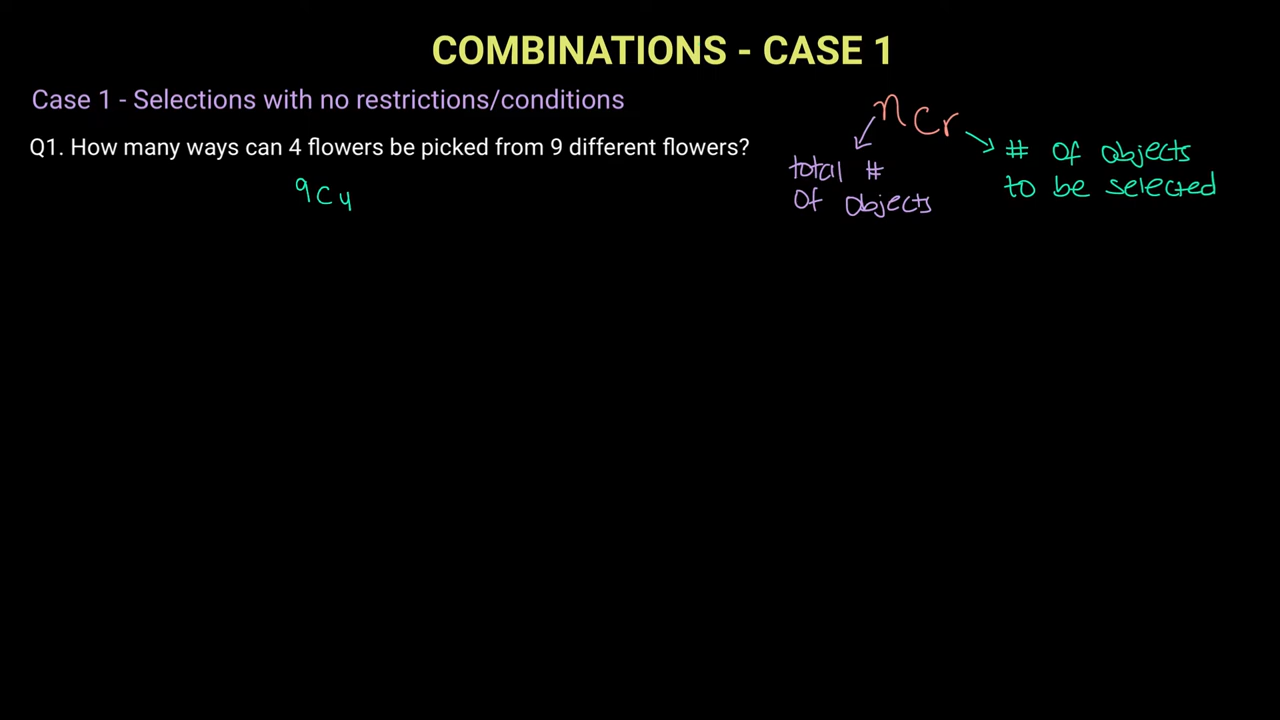 COMBINATIONS - CASE 1
Case 1 - Selections with no restrictions/conditions
nCr
Q1. How many ways can 4 flowers be picked from 9 different flowers?
total #
of objects
# of objects
to be selected
9C4